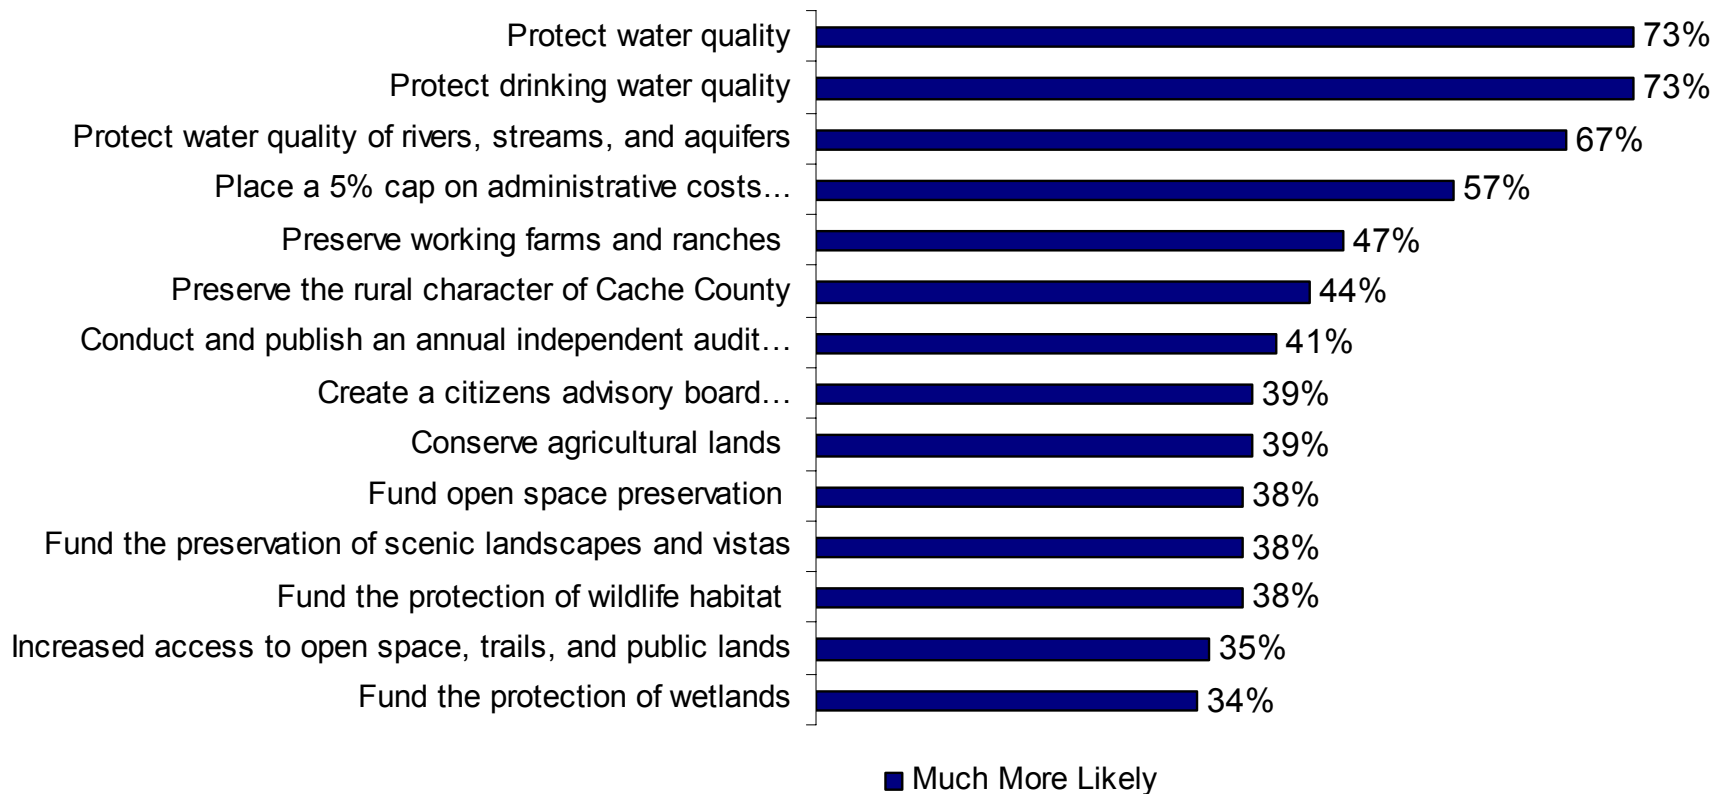 Protect water quality 73%
Protect drinking water quality 73%
Protect water quality of rivers, streams, and aquifers 67%
Place a 5% cap on administrative costs… 57%
Preserve working farms and ranches 47%
Preserve the rural character of Cache County 44%
Conduct and publish an annual independent audit… 41%
Create a citizens advisory board… 39%
Conserve agricultural lands 39%
Fund open space preservation 38%
Fund the preservation of scenic landscapes and vistas 38%
Fund the protection of wildlife habitat 38%
Increased access to open space, trails, and public lands 35%
Fund the protection of wetlands 34%
Much More Likely